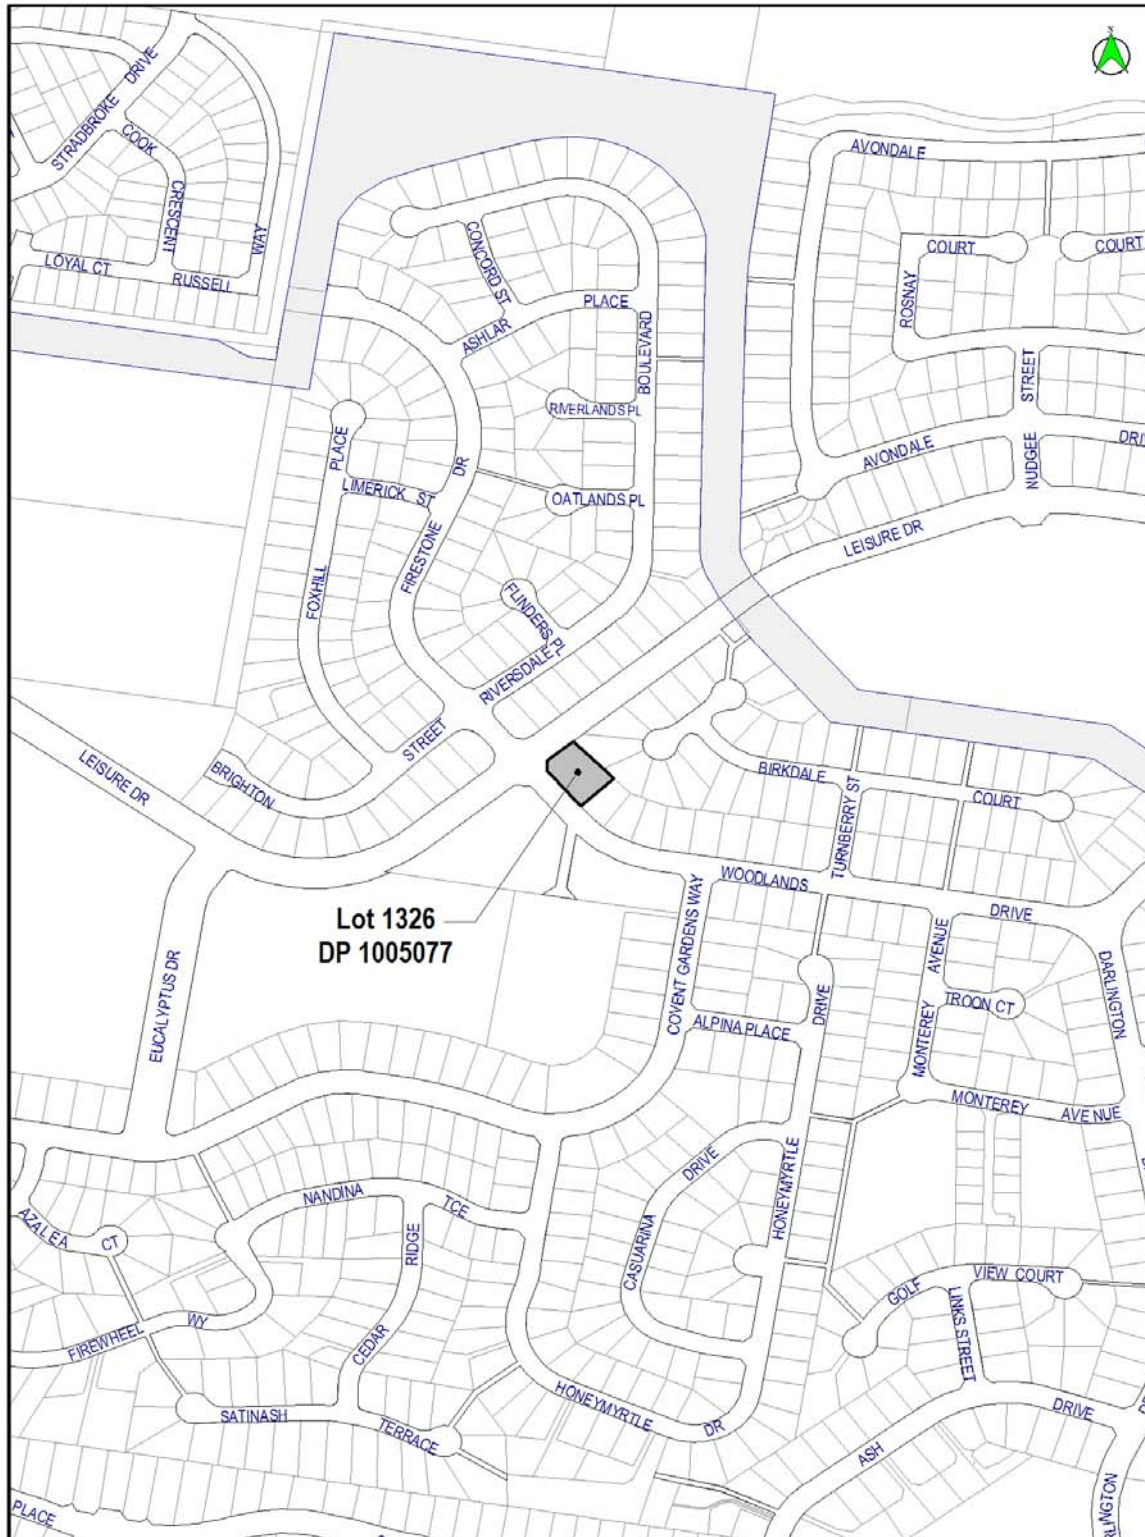 N
STRADBROKE DRIVE
COOK
CRESCENT
WAY
LOYAL CT
RUSSELL
AVONDALE
COURT
COURT
ROSNAY
CONCORD ST
PLACE
ASHLAR
BOULEVARD
STREET
NUDGEE
RIVERLANDS PL
PLACE
DR
LIMERICK ST
OATLANDS PL
AVONDALE
DRI
LEISURE DR
FIRESTONE
FOXHILL
FLINDERS PL
RIVERSDALE
STREET
LEISURE DR
BRIGHTON
BIRKDALE
COURT
TURNBERRY ST
WOODLANDS
DRIVE
Lot 1326
DP 1005077
COVENT GARDENS WAY
AVENUE
MONTEREY
DARLINGTON
EUCALYPTUS DR
TROON CT
DRIVE
ALPINA PLACE
MONTEREY
AVENUE
DRIVE
HONEYMYRTLE
NANDINA
TCE
AZALEA
CT
RIDGE
CASUARINA
GOLF
VIEW COURT
LINKS STREET
FIREWHEEL
WY
CEDAR
SATINASH
TERRACE
HONEYMYRTLE
DR
DRIVE
ASH
PLACE
RLINGTON